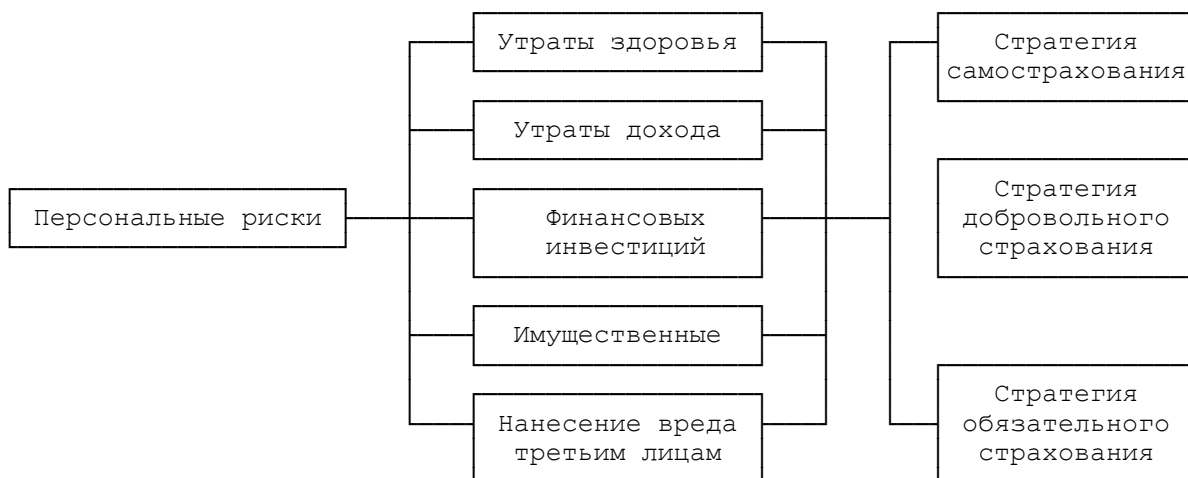 Утраты здоровья
Стратегия
самострахования
Утраты дохода
Персональные риски
Финансовых
инвестиций
Стратегия
добровольного
страхования
Имущественные
Нанесение вреда
третьим лицам
Стратегия
обязательного
страхования